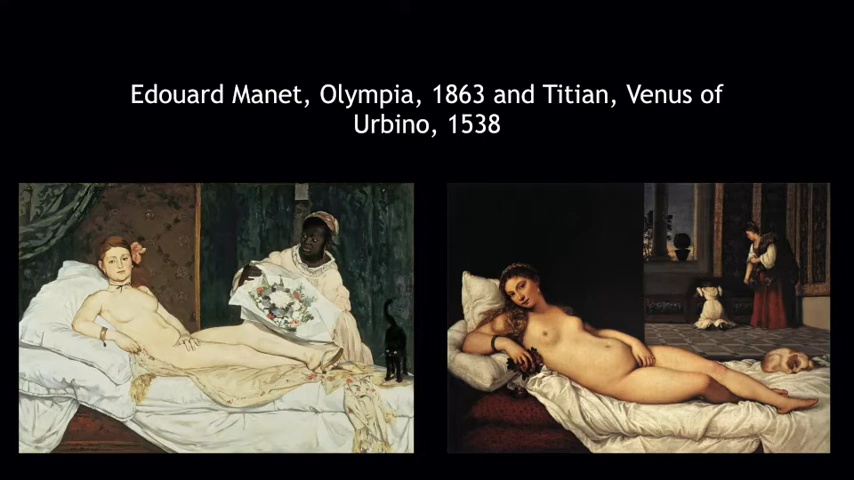 Edouard Manet, Olympia, 1863 and Titian, Venus of
Urbino, 1538